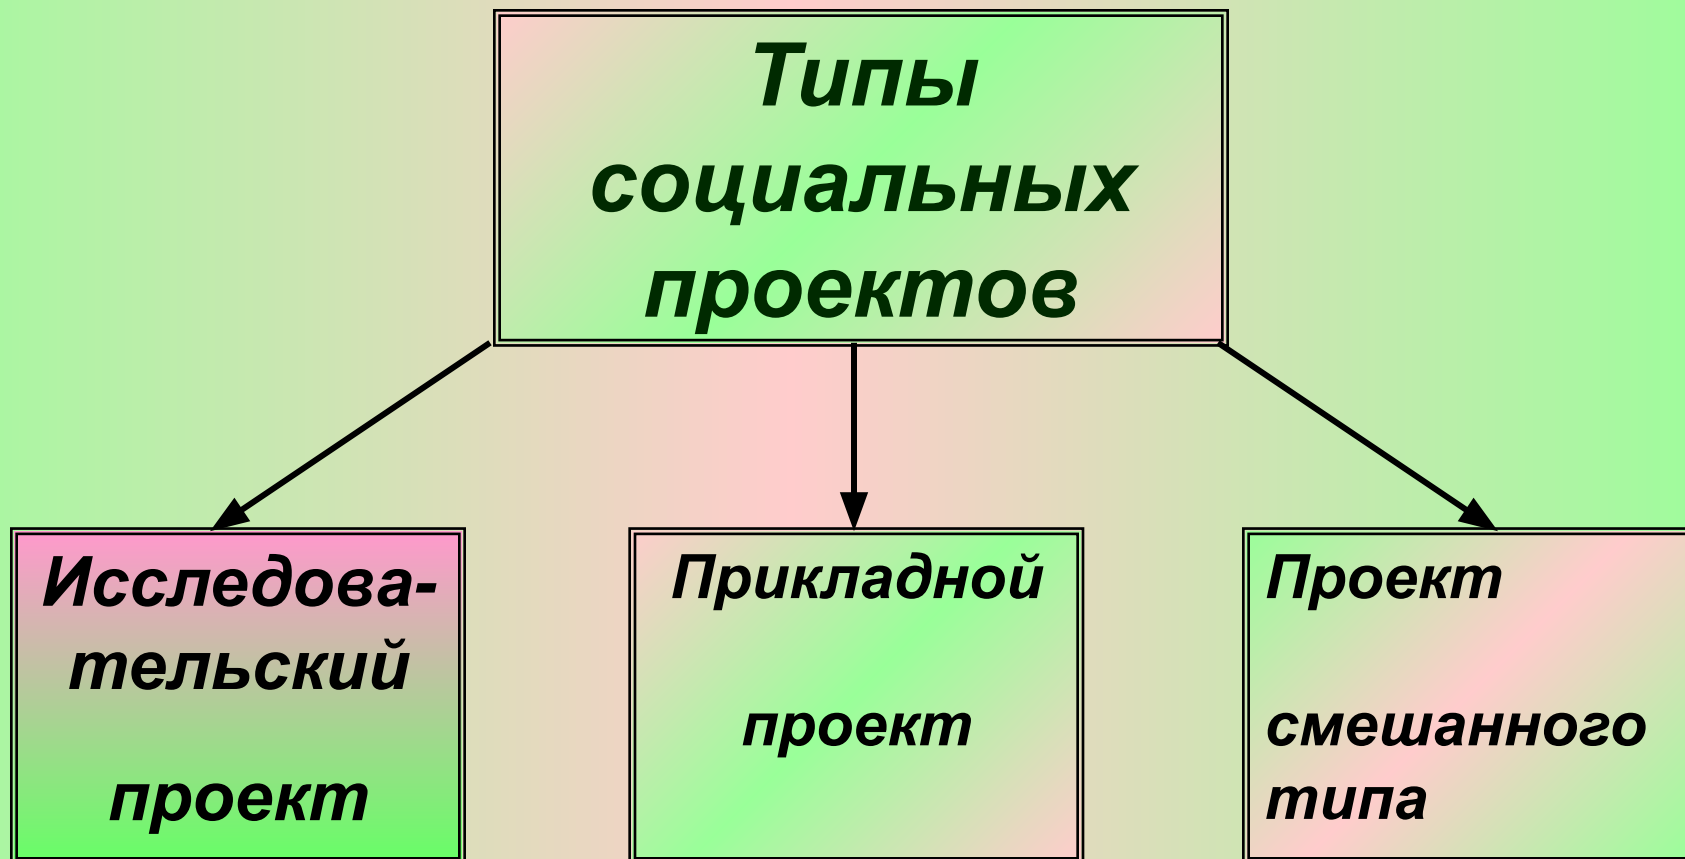 Типы
социальных
проектов
Исследова-
тельский
проект
Прикладной
проект
Проект
смешанного
типа